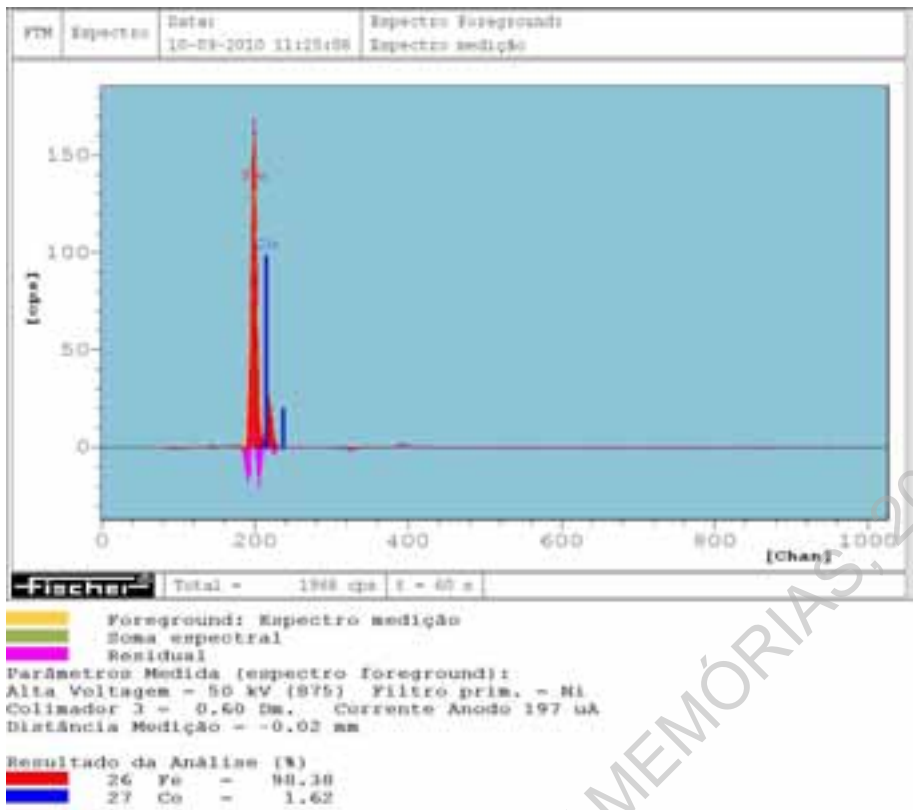 FTM Espectro Data: Espectro Foreground:
10-09-2010 11:25:08 Espectro medição
150
100
50
0
[cps]
0 200 400 600 800 1000
[Chan]
Fischer Total = 1968 cps t = 60 s
Foreground: Espectro medição
Soma espectral
Residual
Parâmetros Medida (espectro foreground):
Alta Voltagem = 50 kV (875) Filtro prim. = Ni
Colimador 3 = 0.60 Dm. Corrente Anodo 197 uA
Distância Medição = -0.02 mm
Resultado da Análise (%)
26 Fe = 98.38
27 Co = 1.62
MEMÓRIAS, 20